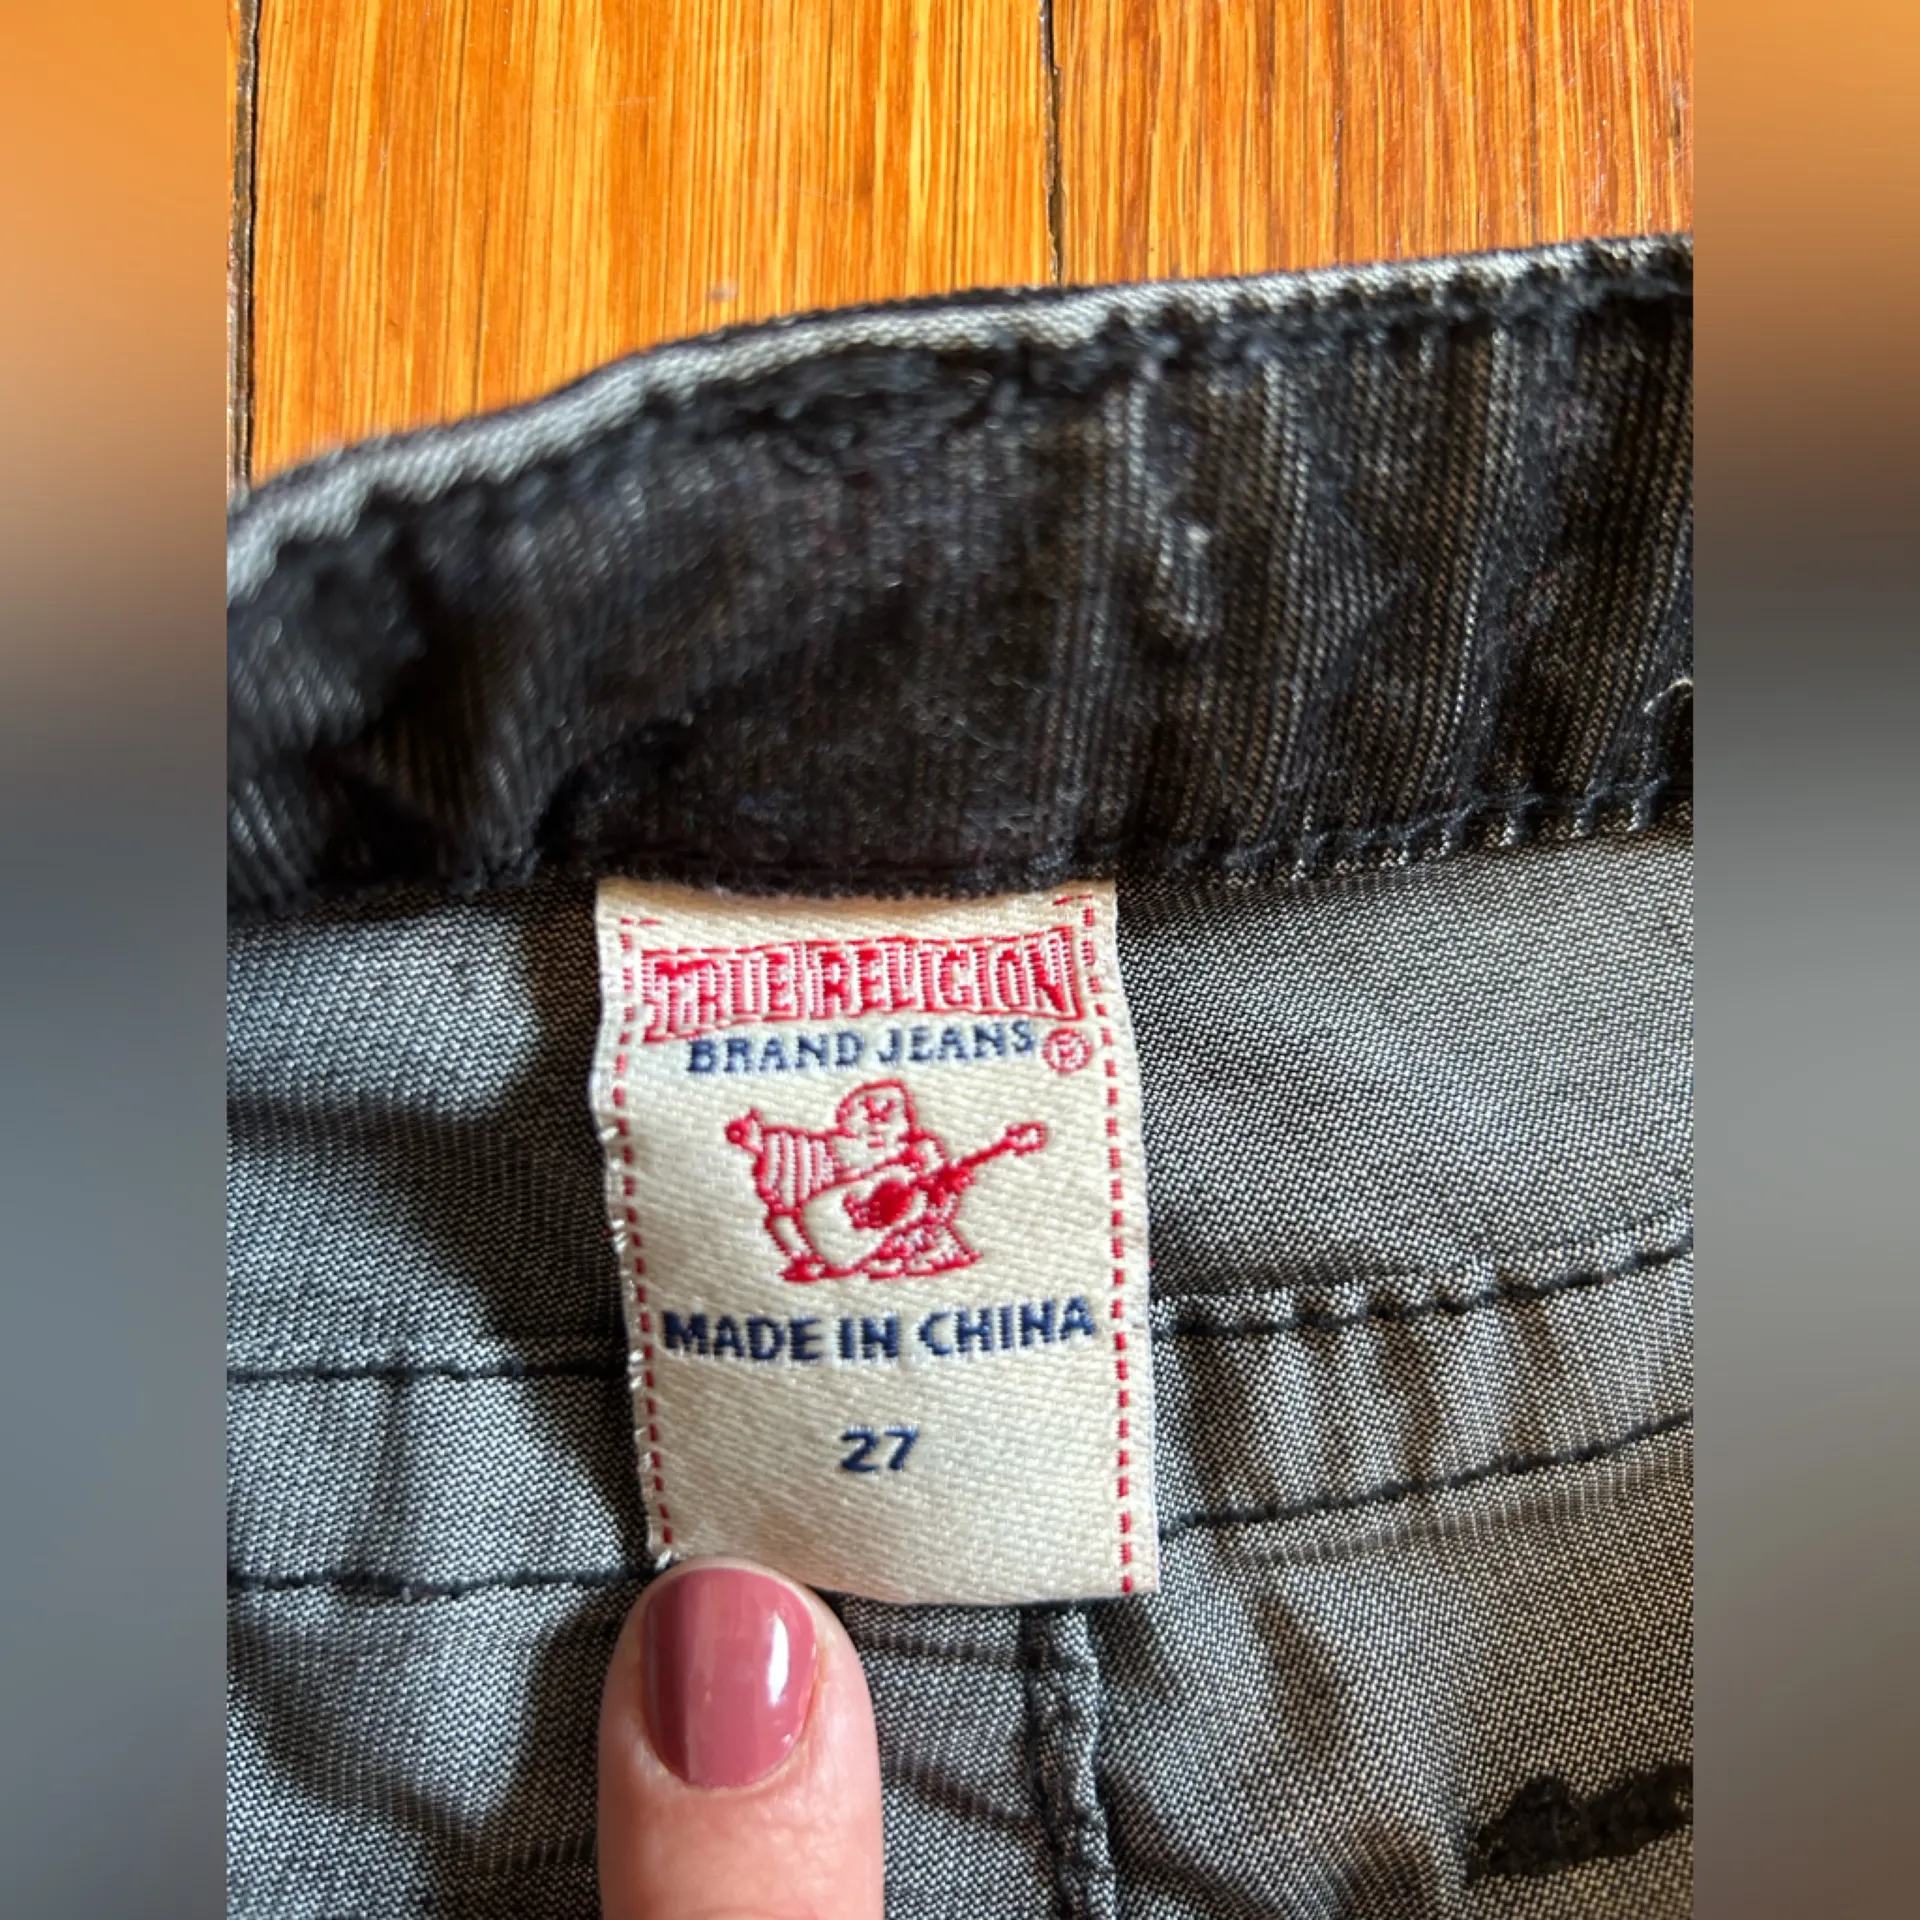 TRUE RELIGION
BRAND JEANS ®
MADE IN CHINA
27